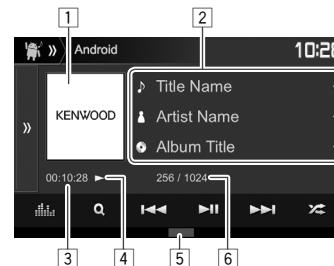 1 2
Android 10:28
KENWOOD
Title Name
Artist Name
Album Title
00:10:28 256 / 1024
3 4 5 6